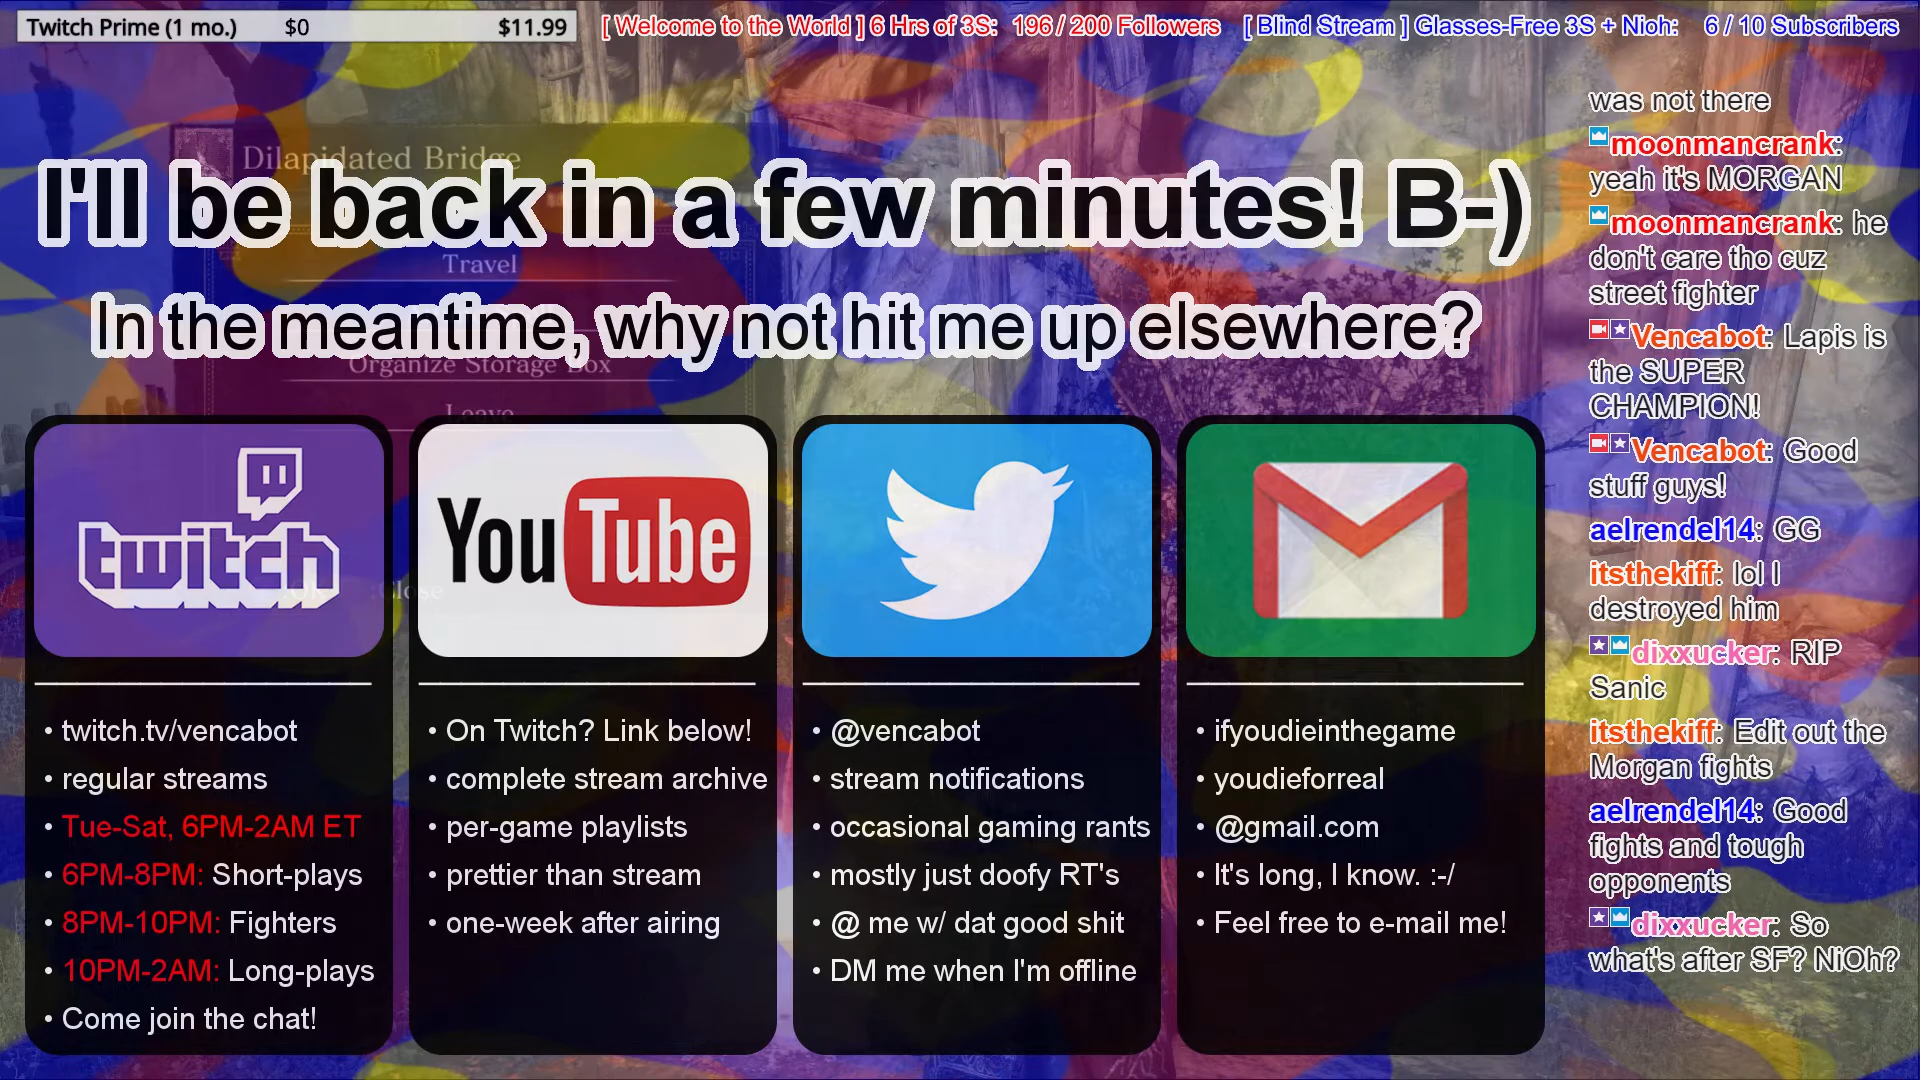 Twitch Prime (1 mo.) $0 $11.99
[ Welcome to the World ] 6 Hrs of 3S: 196 / 200 Followers
[ Blind Stream ] Glasses-Free 3S + Nioh: 6 / 10 Subscribers
Dilapidated Bridge
I'll be back in a few minutes! B-)
Travel
In the meantime, why not hit me up elsewhere?
Organize Storage Box
Leave
twitch
:OK :Close
YouTube
• twitch.tv/vencabot
• regular streams
• Tue-Sat, 6PM-2AM ET
• 6PM-8PM: Short-plays
• 8PM-10PM: Fighters
• 10PM-2AM: Long-plays
• Come join the chat!
• On Twitch? Link below!
• complete stream archive
• per-game playlists
• prettier than stream
• one-week after airing
• @vencabot
• stream notifications
• occasional gaming rants
• mostly just doofy RT's
• @ me w/ dat good shit
• DM me when I'm offline
• ifyoudieinthegame
• youdieforreal
• @gmail.com
• It's long, I know. :-/
• Feel free to e-mail me!
was not there
moonmancrank:
yeah it's MORGAN
moonmancrank: he
don't care tho cuz
street fighter
Vencabot: Lapis is
the SUPER
CHAMPION!
Vencabot: Good
stuff guys!
aelrendel14: GG
itsthekiff: lol I
destroyed him
dixxucker: RIP
Sanic
itsthekiff: Edit out the
Morgan fights
aelrendel14: Good
fights and tough
opponents
dixxucker: So
what's after SF? NiOh?